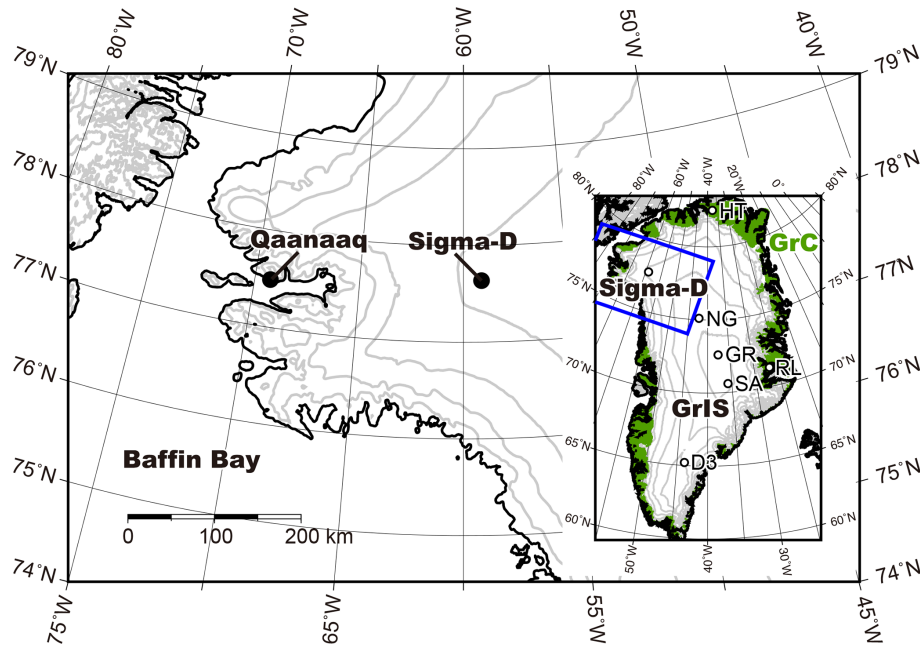 80˚W
70˚W
60˚W
50˚W
40˚W
79˚N
79˚N
78˚N
78˚N
77˚N
77˚N
76˚N
76˚N
75˚N
75˚N
74˚N
74˚N
75˚W
65˚W
55˚W
45˚W
Qaanaaq
Sigma-D
Baffin Bay
0 100 200 km
80˚N
80˚W
60˚W
40˚W
20˚W
0˚
80˚N
HT
GrC
75˚N
75˚N
Sigma-D
NG
GR
RL
SA
GrIS
70˚N
70˚N
65˚N
65˚N
D3
60˚N
60˚N
50˚W
40˚W
30˚W